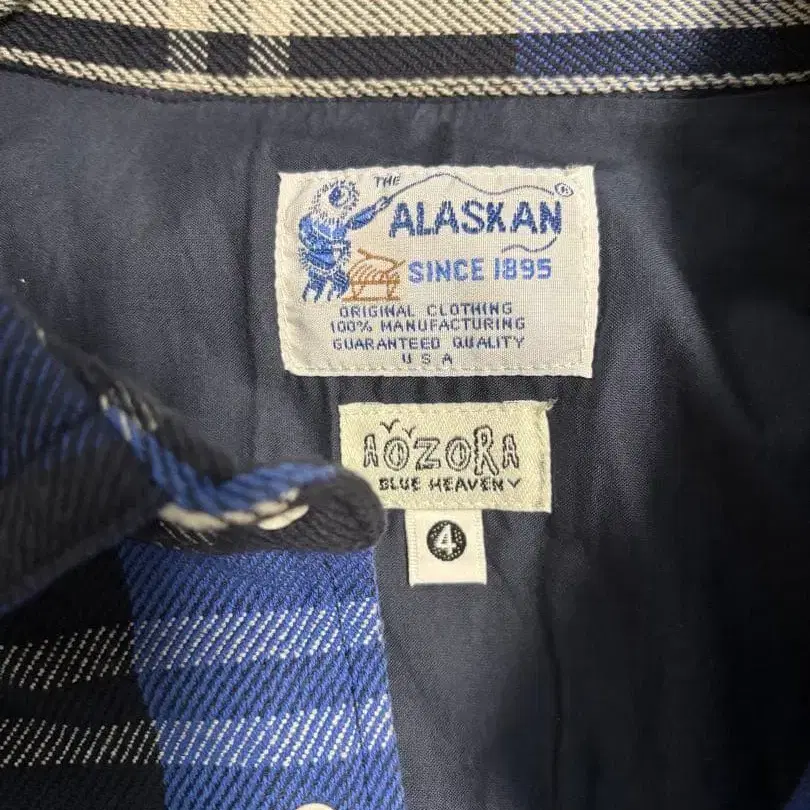 THE
ALASKAN ®
SINCE 1895
ORIGINAL CLOTHING
100% MANUFACTURING
GUARANTEED QUALITY
U S A
AOZORA
BLUE HEAVEN
4